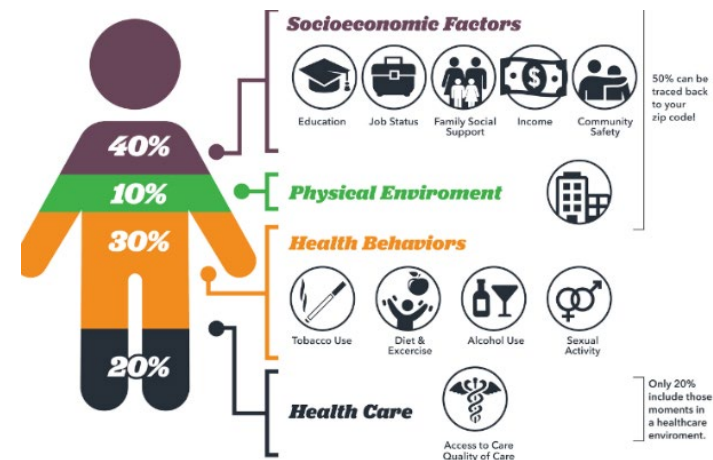 Socioeconomic Factors
Education
Job Status
Family Social
Support
Income
Community
Safety
50% can be
traced back
to your
zip code!
40%
10%
Physical Enviroment
30%
Health Behaviors
Tobacco Use
Diet &
Excercise
Alcohol Use
Sexual
Activity
20%
Health Care
Access to Care
Quality of Care
Only 20%
include those
moments in
a healthcare
enviroment.